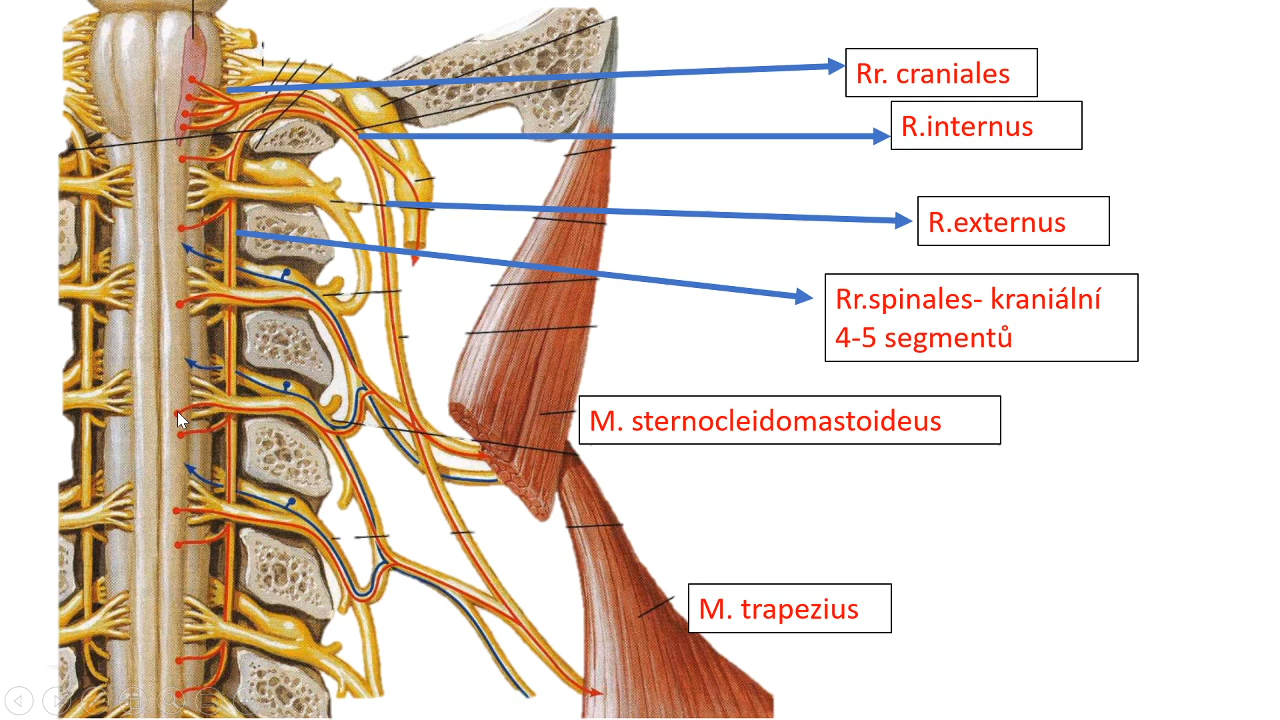 Rr. craniales
R.internus
R.externus
Rr.spinales- kraniální
4-5 segmentů
M. sternocleidomastoideus
M. trapezius